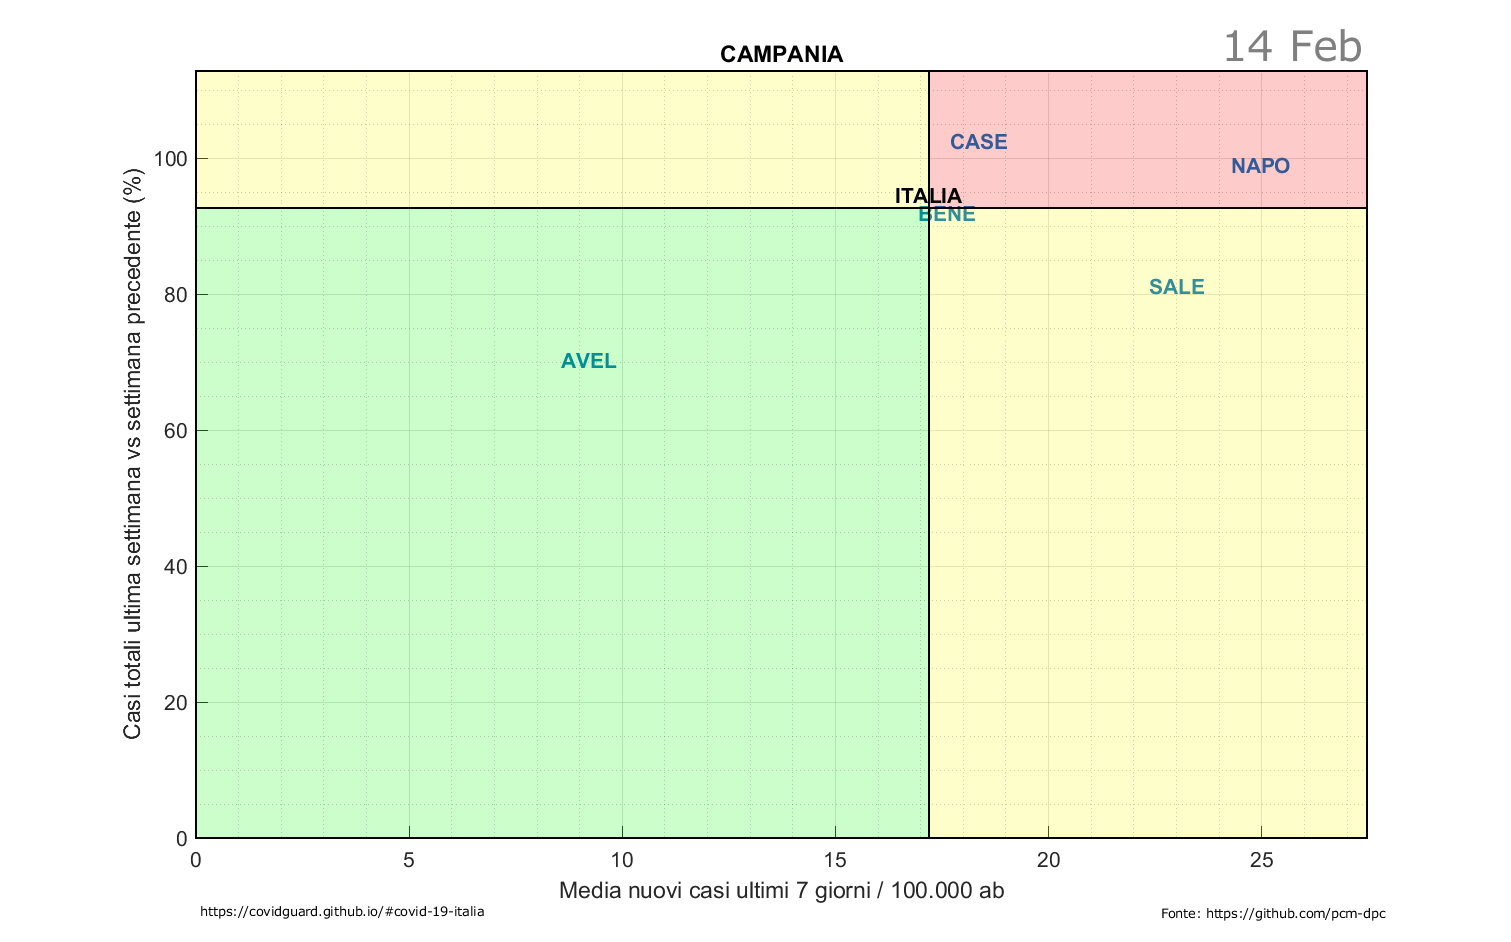 14 Feb
CAMPANIA
Casi totali ultima settimana vs settimana precedente (%)
100
80
60
40
20
0
CASE
NAPO
ITALIA
BENE
SALE
AVEL
0 5 10 15 20 25
Media nuovi casi ultimi 7 giorni / 100.000 ab
https://covidguard.github.io/#covid-19-italia
Fonte: https://github.com/pcm-dpc